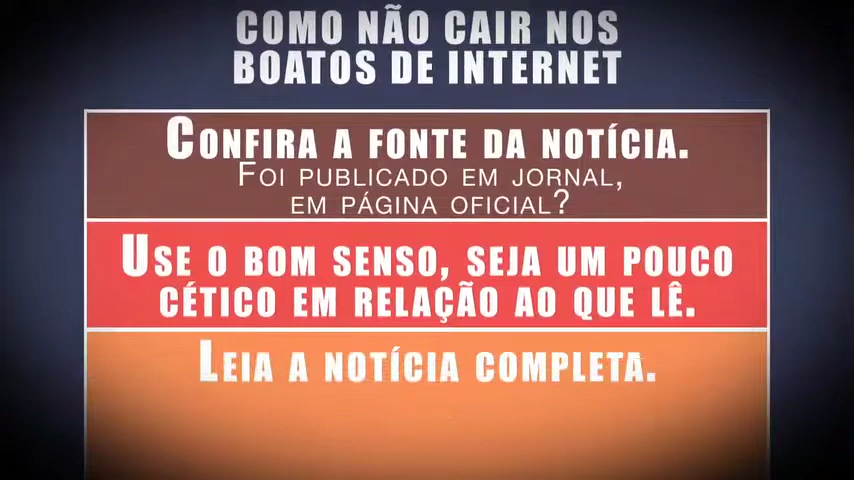 COMO NÃO CAIR NOS
BOATOS DE INTERNET
CONFIRA A FONTE DA NOTÍCIA.
FOI PUBLICADO EM JORNAL,
EM PÁGINA OFICIAL?
USE O BOM SENSO, SEJA UM POUCO
CÉTICO EM RELAÇÃO AO QUE LÊ.
LEIA A NOTÍCIA COMPLETA.